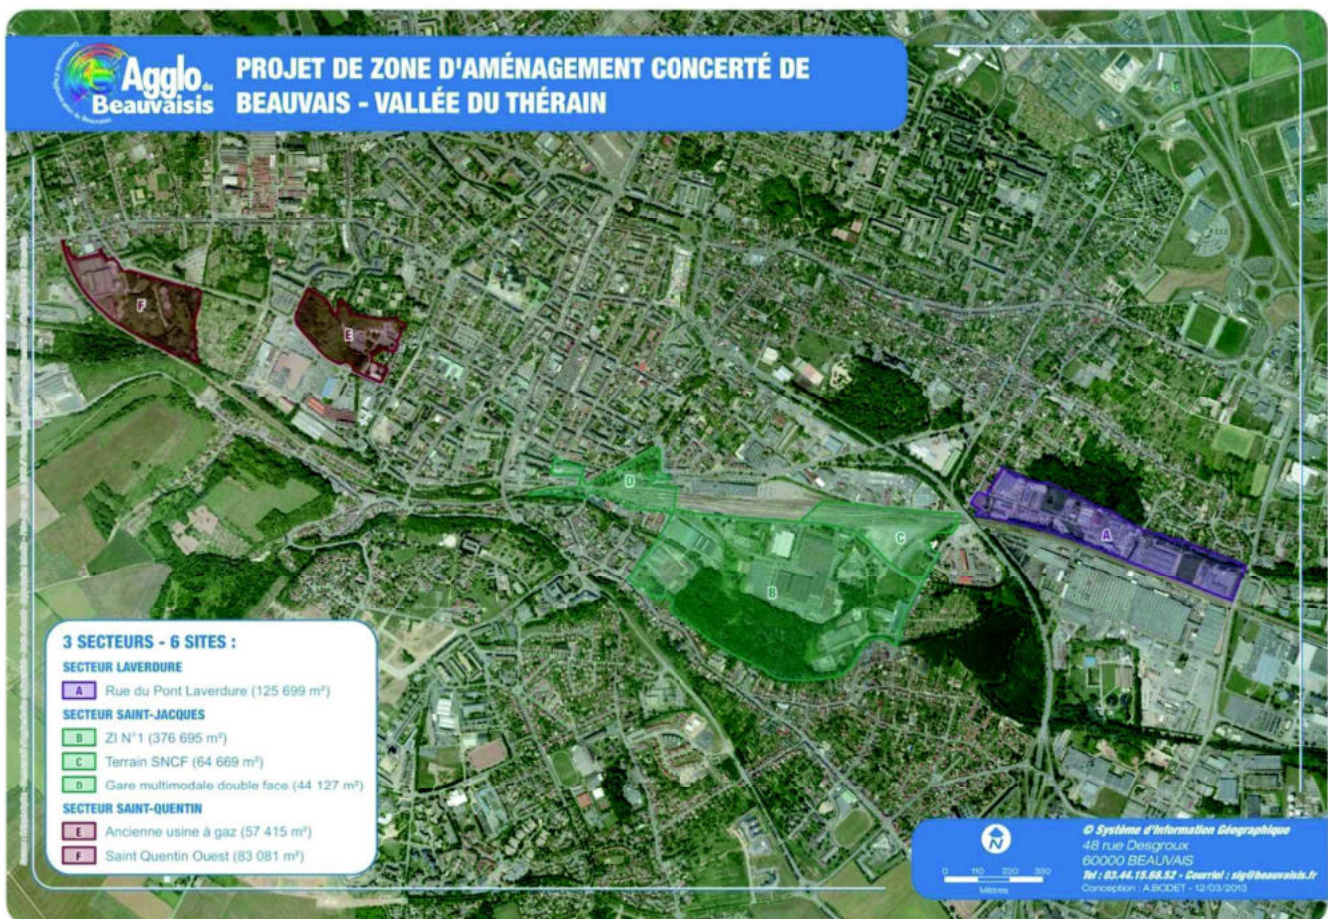 Agglo du
Beauvaisis
PROJET DE ZONE D'AMÉNAGEMENT CONCERTÉ DE
BEAUVAIS - VALLÉE DU THÉRAIN
F
E
D
C
B
A
3 SECTEURS - 6 SITES :
SECTEUR LAVERDURE
A Rue du Pont Laverdure (125 699 m²)
SECTEUR SAINT-JACQUES
B ZI N°1 (376 695 m²)
C Terrain SNCF (64 669 m²)
D Gare multimodale double face (44 127 m²)
SECTEUR SAINT-QUENTIN
E Ancienne usine à gaz (57 415 m²)
F Saint Quentin Ouest (83 081 m²)
N
0 110 220 330
Mètres
© Système d'Information Géographique
48 rue Desgroux
60000 BEAUVAIS
Tel : 03.44.15.68.52 - Courriel : sig@beauvaisis.fr
Conception : A.BODET - 12/03/2013